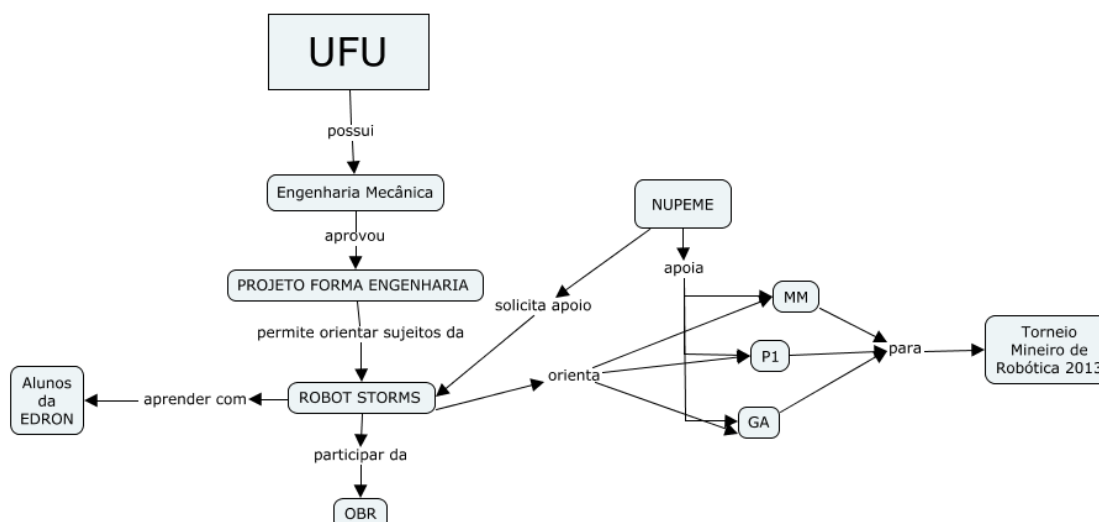 UFU
possui
Engenharia Mecânica
aprovou
PROJETO FORMA ENGENHARIA
permite orientar sujeitos da
ROBOT STORMS
aprender com
Alunos
da
EDRON
participar da
OBR
NUPEME
solicita apoio
apoia
orienta
MM
P1
GA
para
Torneio
Mineiro de
Robótica 2013